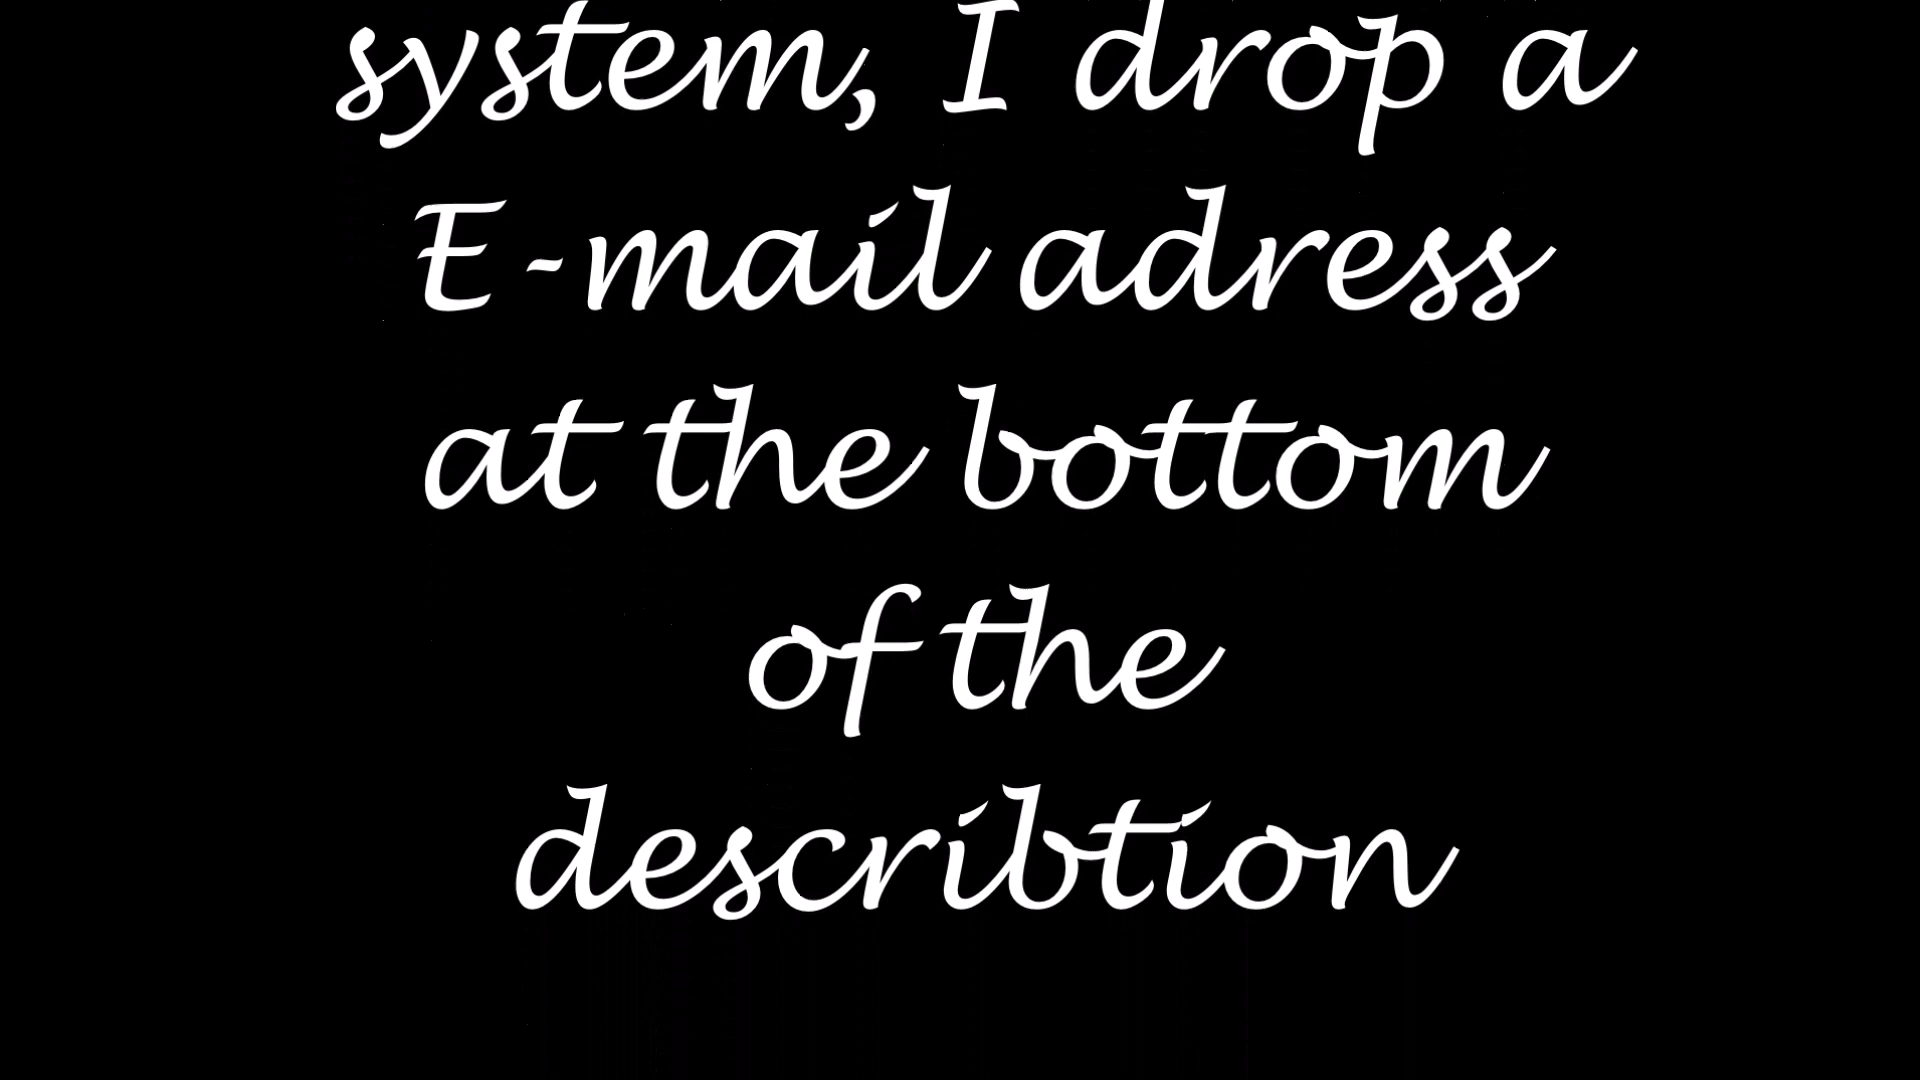 system, I drop a
E-mail adress
at the bottom
of the
describtion